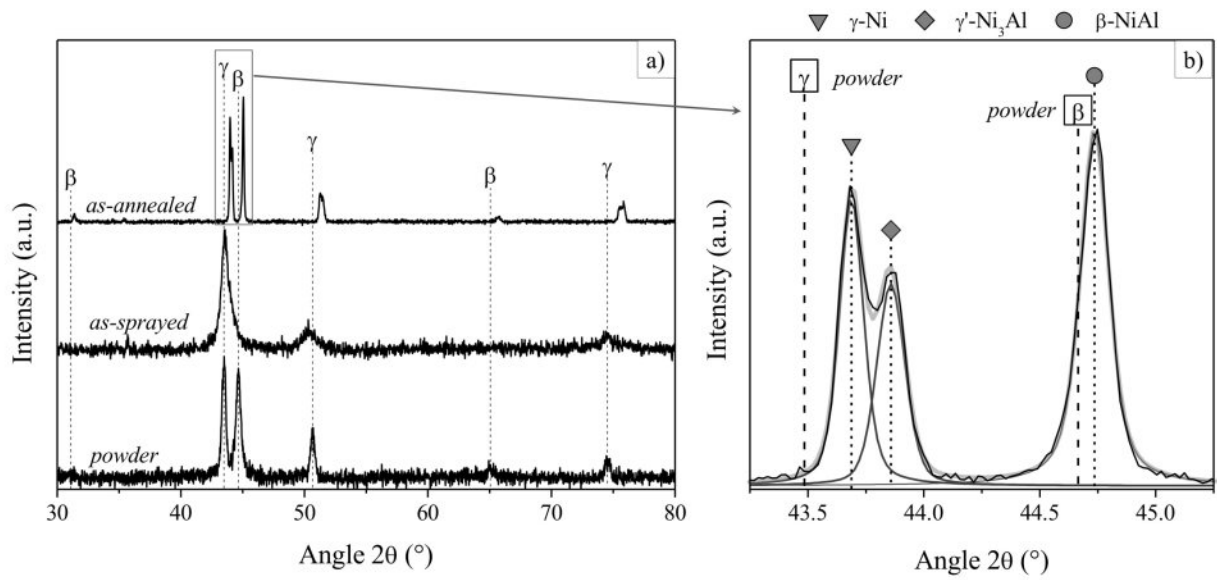 a)
γ
β
β
γ
β
γ
as-annealed
as-sprayed
powder
Intensity (a.u.)
30 40 50 60 70 80
Angle 2θ (°)
γ-Ni γ'-Ni₃Al β-NiAl
b)
γ powder
powder β
Intensity (a.u.)
43.5 44.0 44.5 45.0
Angle 2θ (°)